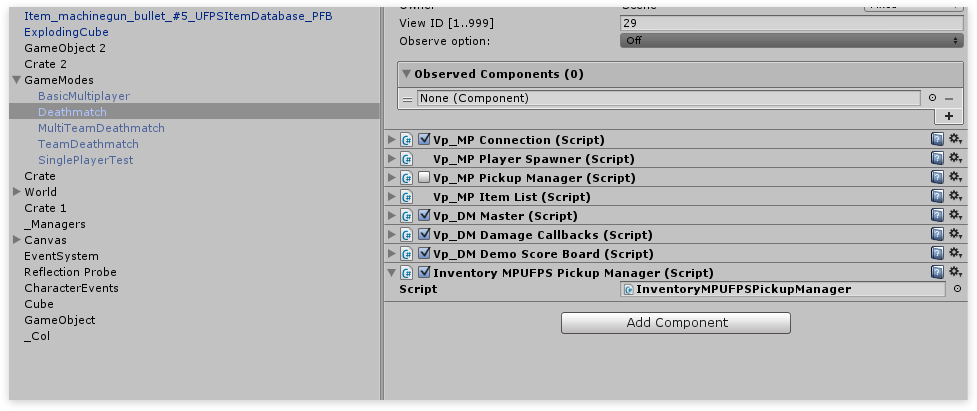 Item_machinegun_bullet_#5_UFPSItemDatabase_PFB
ExplodingCube
GameObject 2
Crate 2
GameModes
BasicMultiplayer
Deathmatch
MultiTeamDeathmatch
TeamDeathmatch
SinglePlayerTest
Crate
World
Crate 1
_Managers
Canvas
EventSystem
Reflection Probe
CharacterEvents
Cube
GameObject
_Col
View ID [1..999] 29
Observe option: Off
Observed Components (0)
None (Component)
Vp_MP Connection (Script)
Vp_MP Player Spawner (Script)
Vp_MP Pickup Manager (Script)
Vp_MP Item List (Script)
Vp_DM Master (Script)
Vp_DM Damage Callbacks (Script)
Vp_DM Demo Score Board (Script)
Inventory MPUFPS Pickup Manager (Script)
Script InventoryMPUFPSPickupManager
Add Component